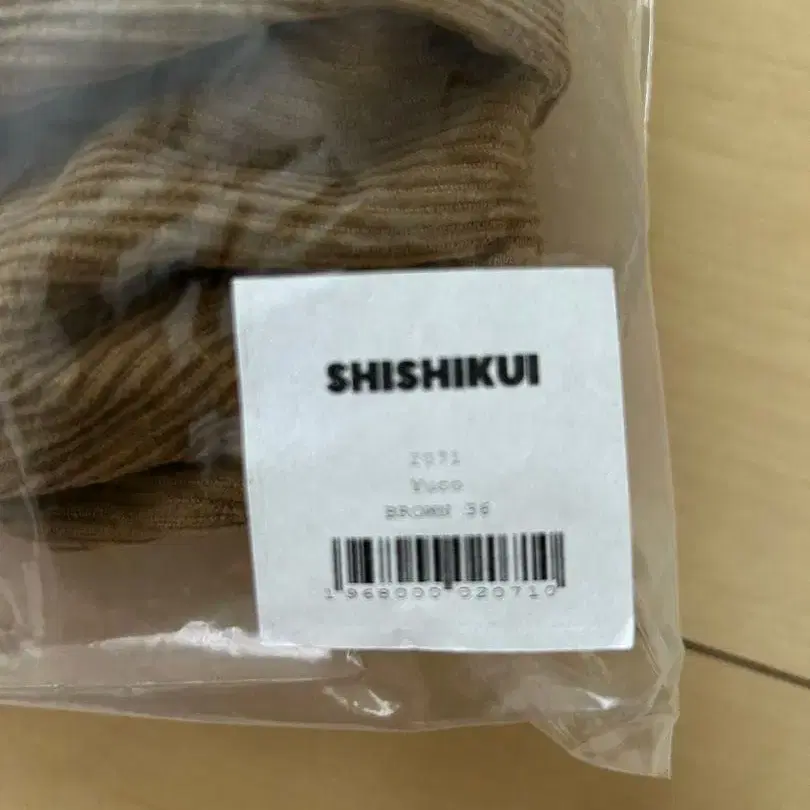 SHISHIKUI
2071
Yuco
BROWN 36
1968000020710